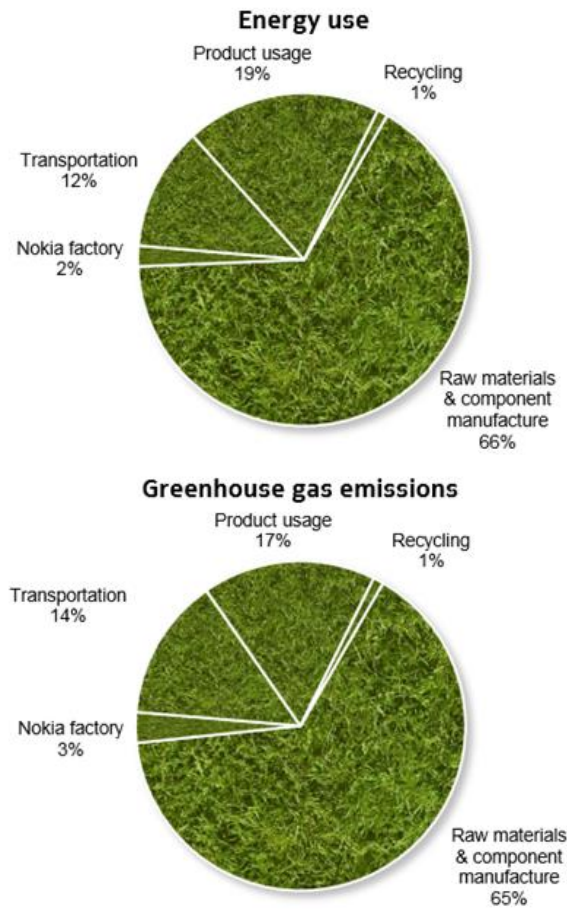 Energy use
Product usage
19%
Recycling
1%
Transportation
12%
Nokia factory
2%
Raw materials
& component
manufacture
66%
Greenhouse gas emissions
Product usage
17%
Recycling
1%
Transportation
14%
Nokia factory
3%
Raw materials
& component
manufacture
65%